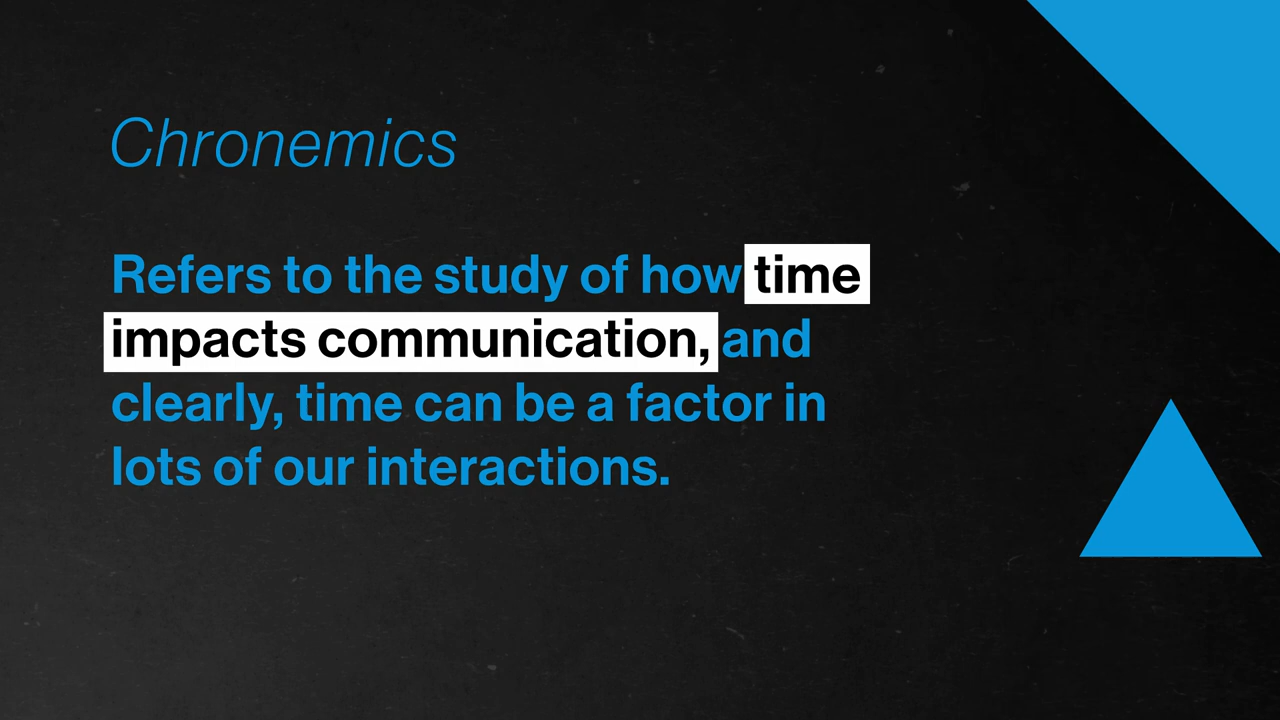 Chronemics
Refers to the study of how time
impacts communication, and
clearly, time can be a factor in
lots of our interactions.